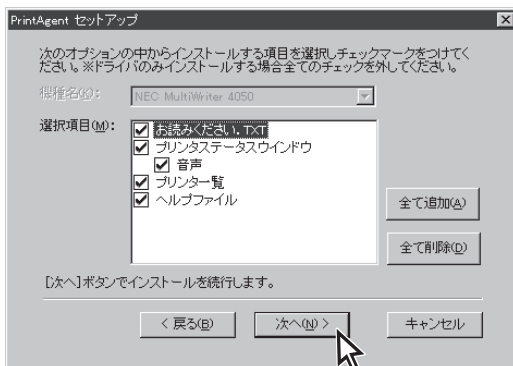 PrintAgent セットアップ
次のオプションの中からインストールする項目を選択しチェックマークをつけてく
ださい。※ドライバのみインストールする場合全てのチェックを外してください。
機種名(K)：
NEC MultiWriter 4050
選択項目(M)：
お読みください.TXT
プリンタステータスウインドウ
音声
プリンタ一覧
ヘルプファイル
全て追加(A)
全て削除(D)
[次へ]ボタンでインストールを続行します。
< 戻る(B)
次へ(N) >
キャンセル